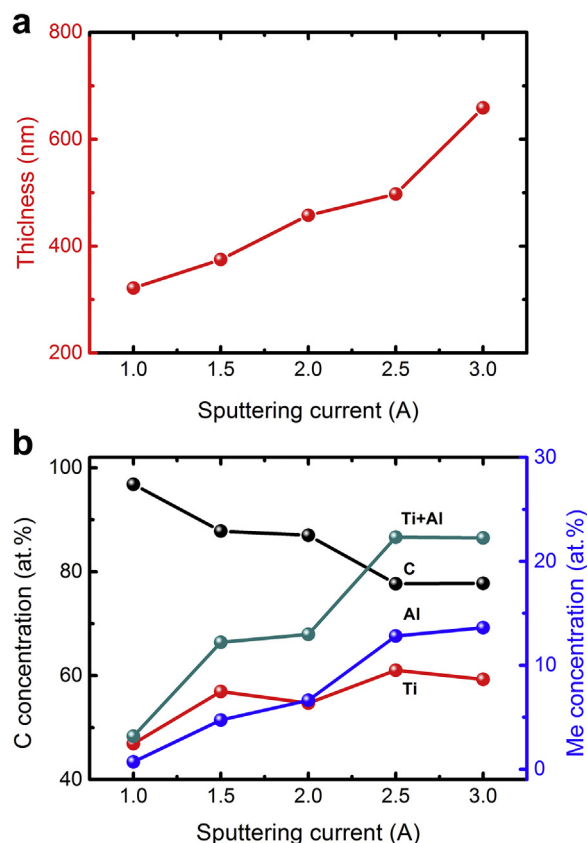 a
800
600
400
200
Thiclness (nm)
1.0 1.5 2.0 2.5 3.0
Sputtering current (A)
b
100
80
60
40
C concentration (at.%)
30
20
10
0
Me concentration (at.%)
Ti+Al
C
Al
Ti
1.0 1.5 2.0 2.5 3.0
Sputtering current (A)